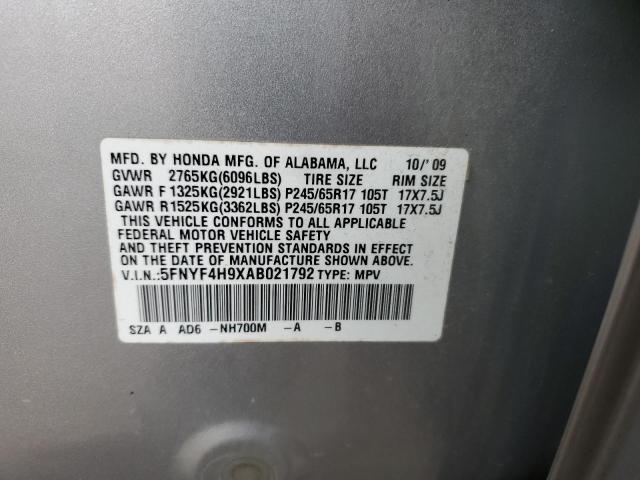 MFD. BY HONDA MFG. OF ALABAMA, LLC 10/'09
GVWR 2765KG(6096LBS) TIRE SIZE RIM SIZE
GAWR F 1325KG(2921LBS) P245/65R17 105T 17X7.5J
GAWR R 1525KG(3362LBS) P245/65R17 105T 17X7.5J
THIS VEHICLE CONFORMS TO ALL APPLICABLE
FEDERAL MOTOR VEHICLE SAFETY
AND THEFT PREVENTION STANDARDS IN EFFECT
ON THE DATE OF MANUFACTURE SHOWN ABOVE.
V.I.N.:5FNYF4H9XAB021792 TYPE: MPV
SZA A AD6 -NH700M -A -B